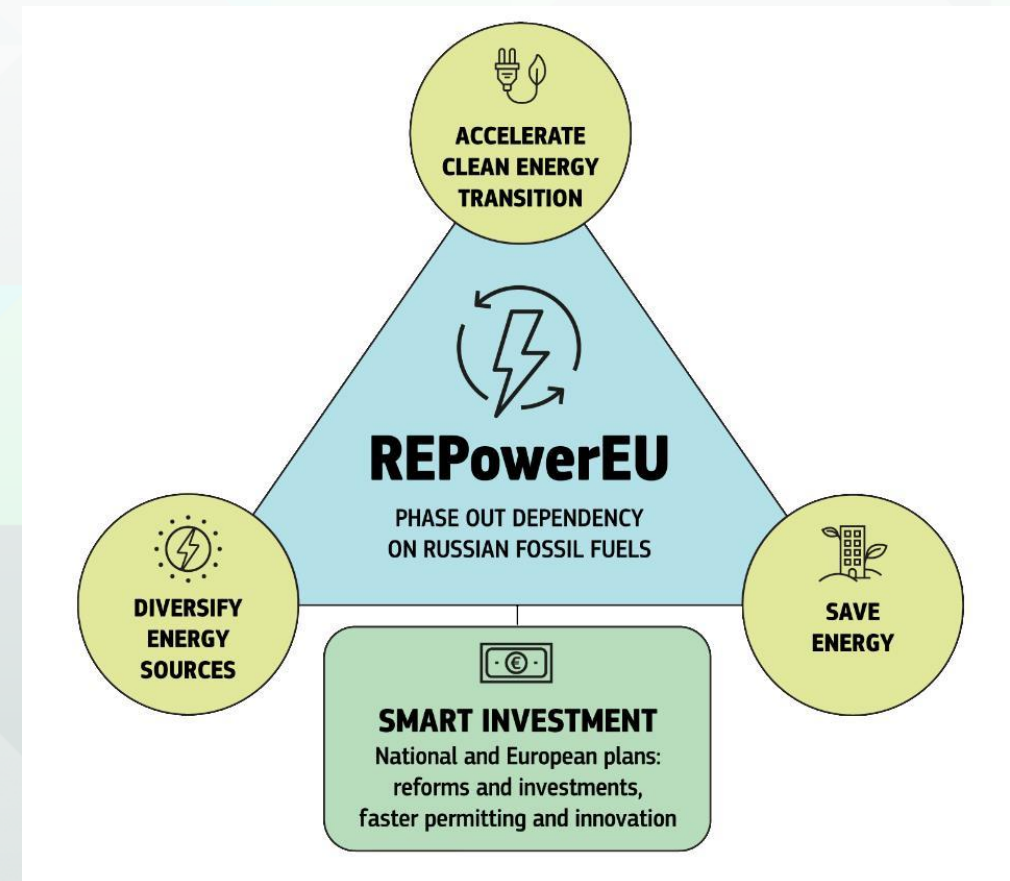 ACCELERATE
CLEAN ENERGY
TRANSITION
REPowerEU
PHASE OUT DEPENDENCY
ON RUSSIAN FOSSIL FUELS
DIVERSIFY
ENERGY
SOURCES
SAVE
ENERGY
€
SMART INVESTMENT
National and European plans:
reforms and investments,
faster permitting and innovation